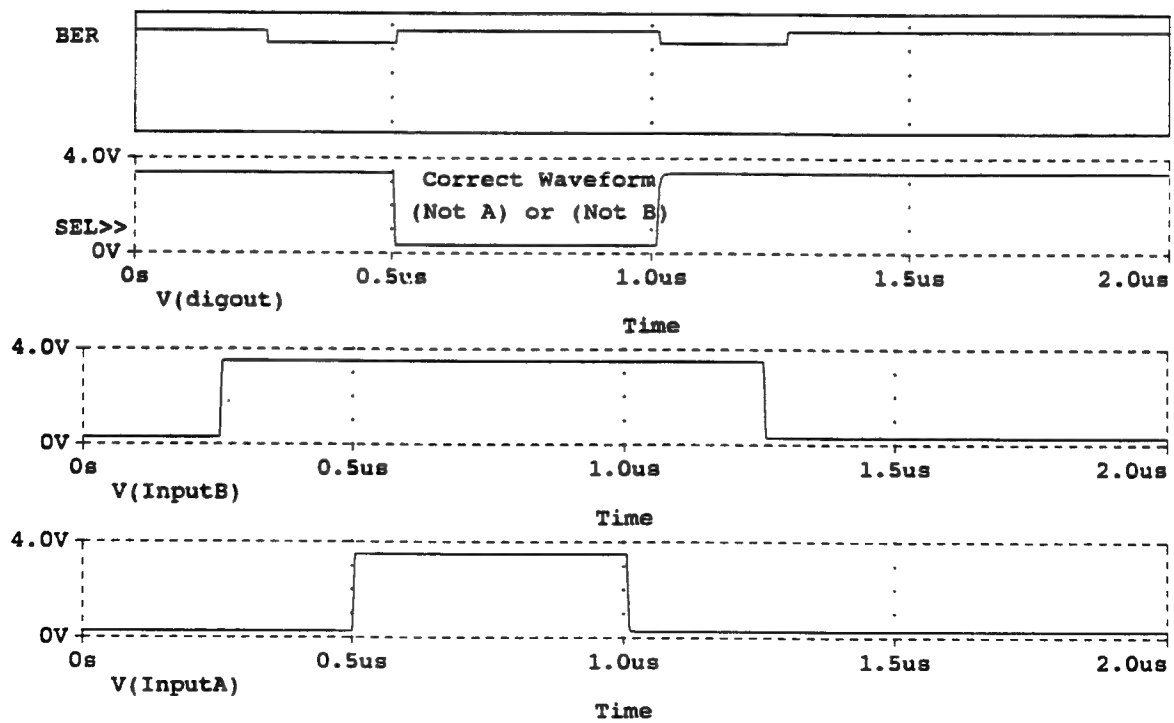 BER
4.0V
Correct Waveform
(Not A) or (Not B)
SEL>>
0V
0s 0.5us 1.0us 1.5us 2.0us
V(digout)
Time
4.0V
0V
0s 0.5us 1.0us 1.5us 2.0us
V(InputB)
Time
4.0V
0V
0s 0.5us 1.0us 1.5us 2.0us
V(InputA)
Time